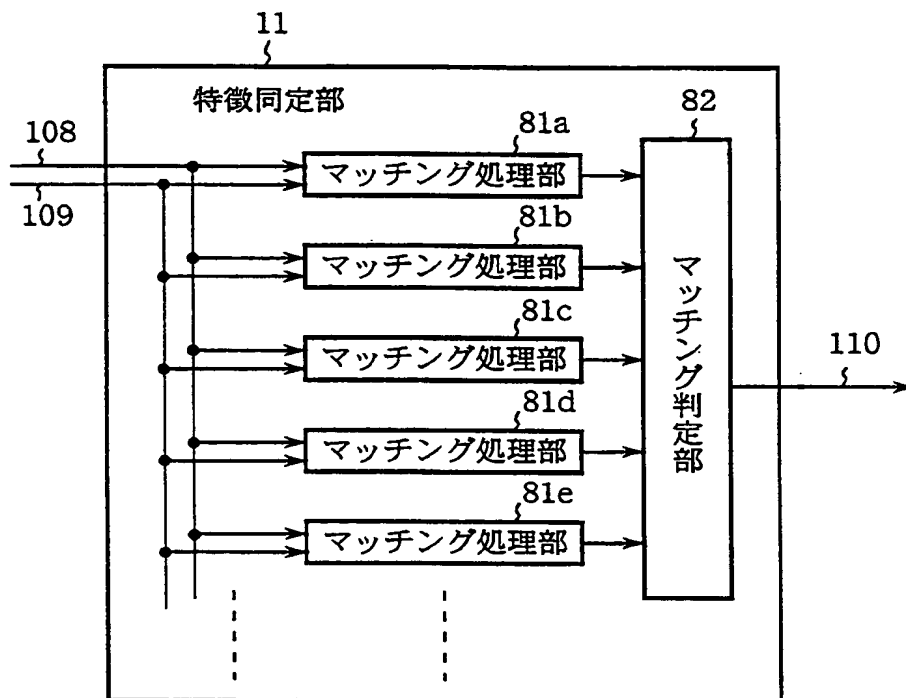 11
特徴同定部
82
108
81a
マッチング処理部
109
81b
マッチング処理部
81c
マッチング処理部
マッチング判定部
110
81d
マッチング処理部
81e
マッチング処理部